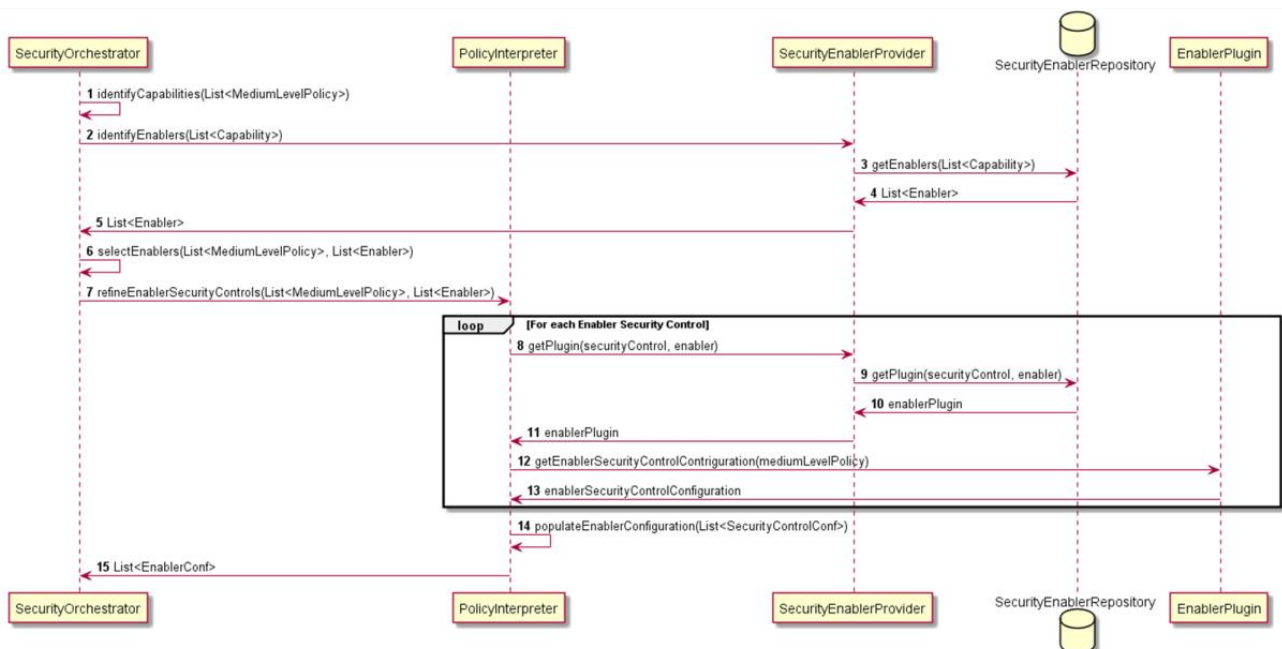 SecurityOrchestrator
PolicyInterpreter
SecurityEnablerProvider
SecurityEnablerRepository
EnablerPlugin
1 identifyCapabilities(List<MediumLevelPolicy>)
2 identifyEnablers(List<Capability>)
3 getEnablers(List<Capability>)
4 List<Enabler>
5 List<Enabler>
6 selectEnablers(List<MediumLevelPolicy>, List<Enabler>)
7 refineEnablerSecurityControls(List<MediumLevelPolicy>, List<Enabler>)
loop [For each Enabler Security Control]
8 getPlugin(securityControl, enabler)
9 getPlugin(securityControl, enabler)
10 enablerPlugin
11 enablerPlugin
12 getEnablerSecurityControlContriguration(mediumLevelPolicy)
13 enablerSecurityControlConfiguration
14 populateEnablerConfiguration(List<SecurityControlConf>)
15 List<EnablerConf>
SecurityOrchestrator
PolicyInterpreter
SecurityEnablerProvider
SecurityEnablerRepository
EnablerPlugin